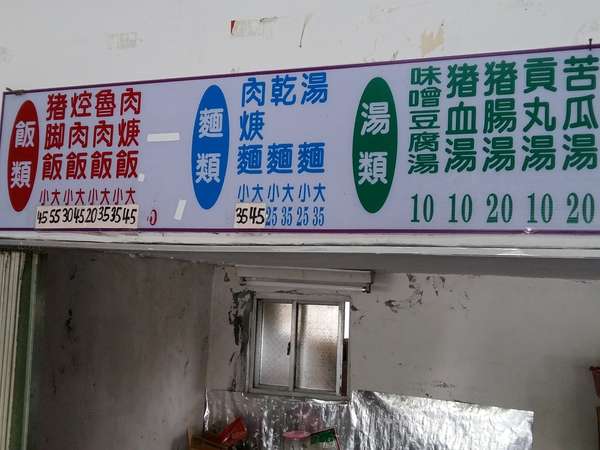 飯類
豬脚飯
小大
45 55
焢肉飯
小大
30 45
魯肉飯
小大
20 35
肉焿飯
小大
35 45
麵類
肉焿麵
小大
35 45
乾麵
小大
25 35
湯麵
小大
25 35
湯類
味噌豆腐湯
10
豬血湯
10
豬腸湯
20
貢丸湯
10
苦瓜湯
20